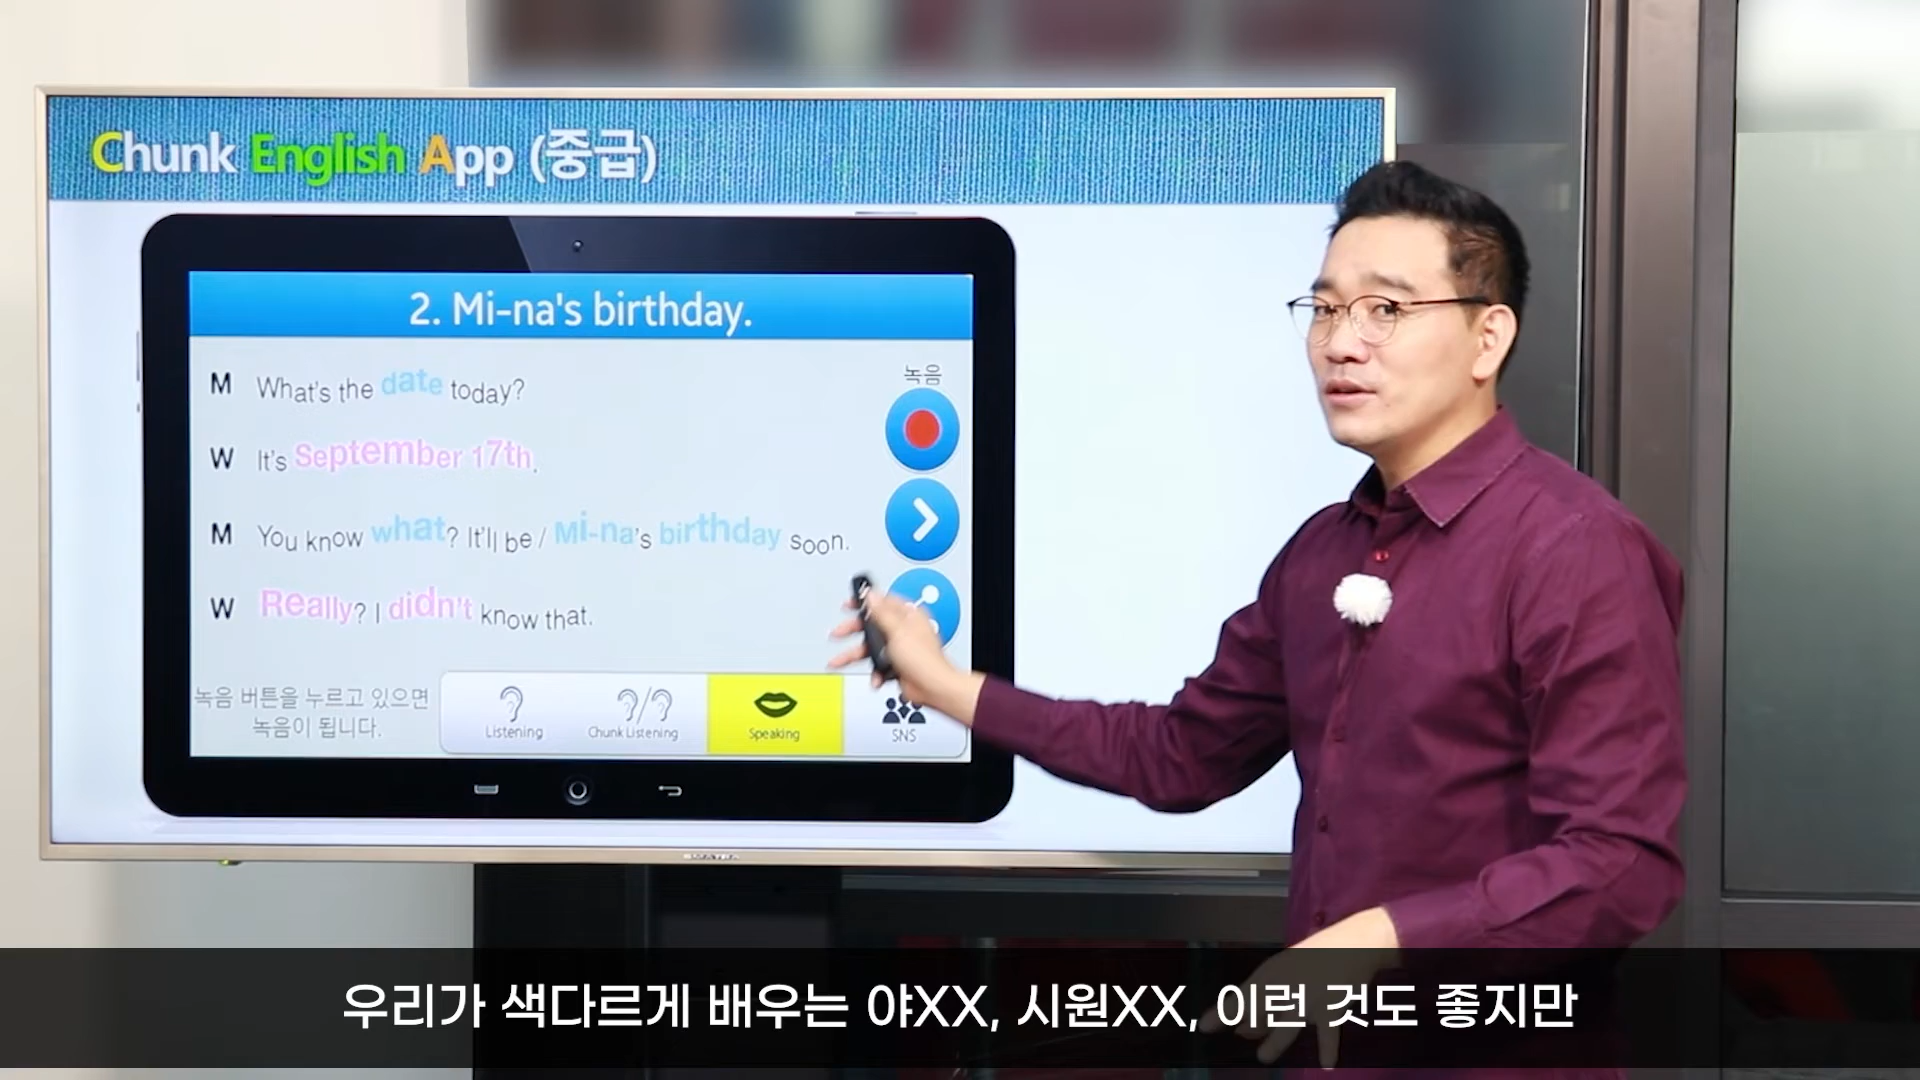 Chunk English App (중급)
2. Mi-na's birthday.
M What's the date today?
녹음
W It's September 17th.
M You know what? It'll be / Mi-na's birthday soon.
W Really? I didn't know that.
녹음 버튼을 누르고 있으면
녹음이 됩니다.
Listening
Chunk Listening
Speaking
SNS
우리가 색다르게 배우는 야XX, 시원XX, 이런 것도 좋지만